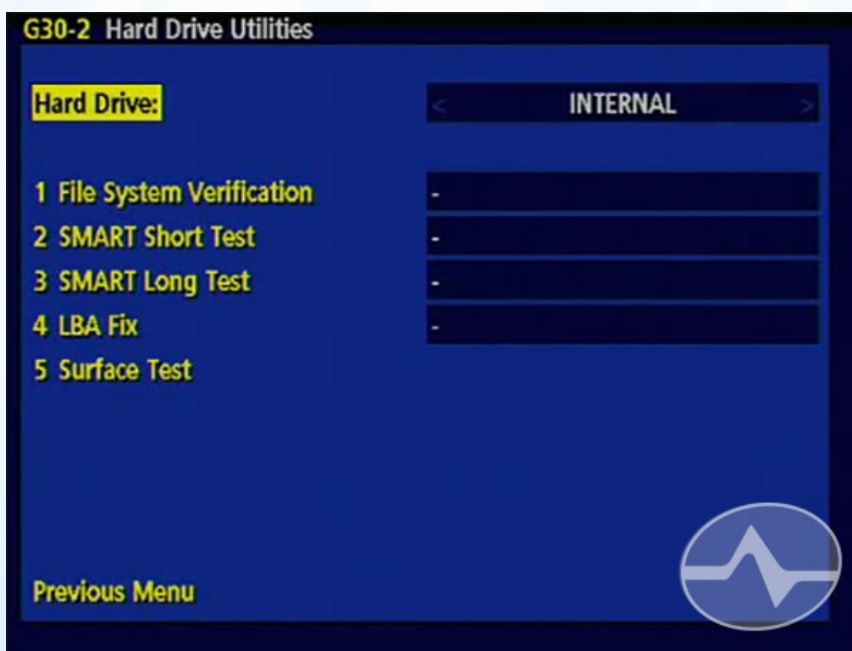 G30-2 Hard Drive Utilities
Hard Drive: < INTERNAL >
1 File System Verification -
2 SMART Short Test -
3 SMART Long Test -
4 LBA Fix -
5 Surface Test
Previous Menu